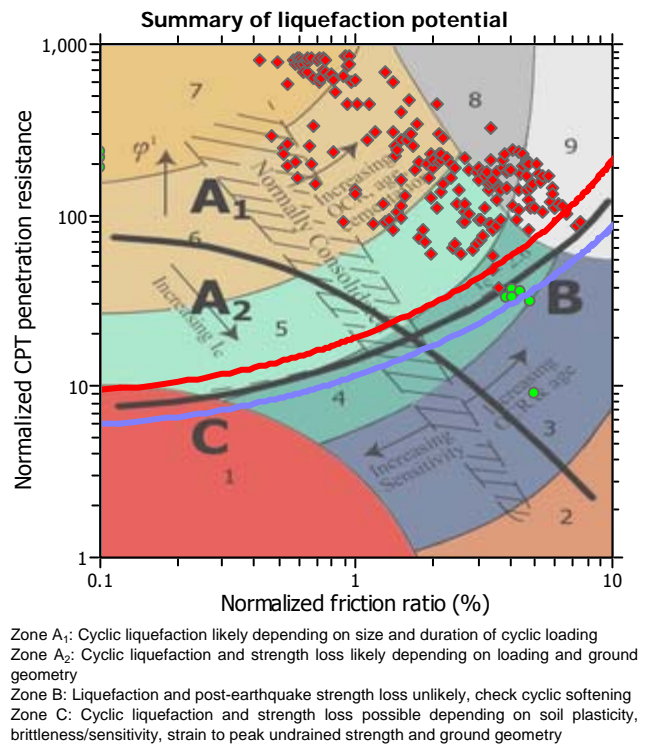 Summary of liquefaction potential
Normalized CPT penetration resistance
1,000
100
10
1
0.1
1
10
Normalized friction ratio (%)
7
8
9
φ'
A1
6
A2
5
B
4
C
3
1
2
Normally Consolidated
Increasing
OCR, age
Increasing Ic
Increasing
OCR, age
Increasing
Sensitivity
Zone A1: Cyclic liquefaction likely depending on size and duration of cyclic loading
Zone A2: Cyclic liquefaction and strength loss likely depending on loading and ground
geometry
Zone B: Liquefaction and post-earthquake strength loss unlikely, check cyclic softening
Zone C: Cyclic liquefaction and strength loss possible depending on soil plasticity,
brittleness/sensitivity, strain to peak undrained strength and ground geometry